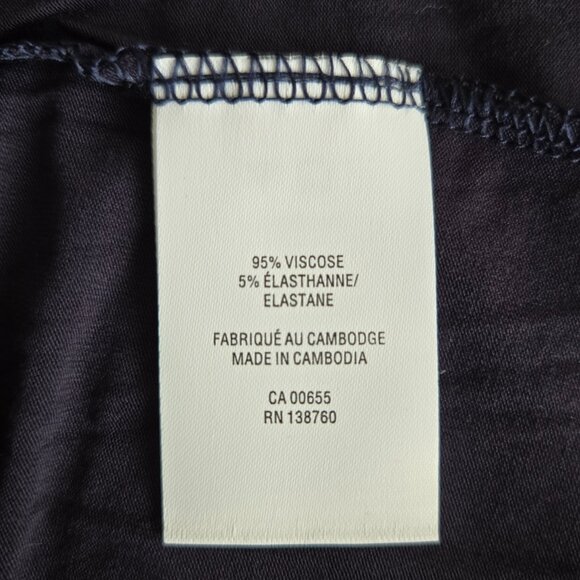 95% VISCOSE
5% ÉLASTHANNE/
ELASTANE
FABRIQUÉ AU CAMBODGE
MADE IN CAMBODIA
CA 00655
RN 138760